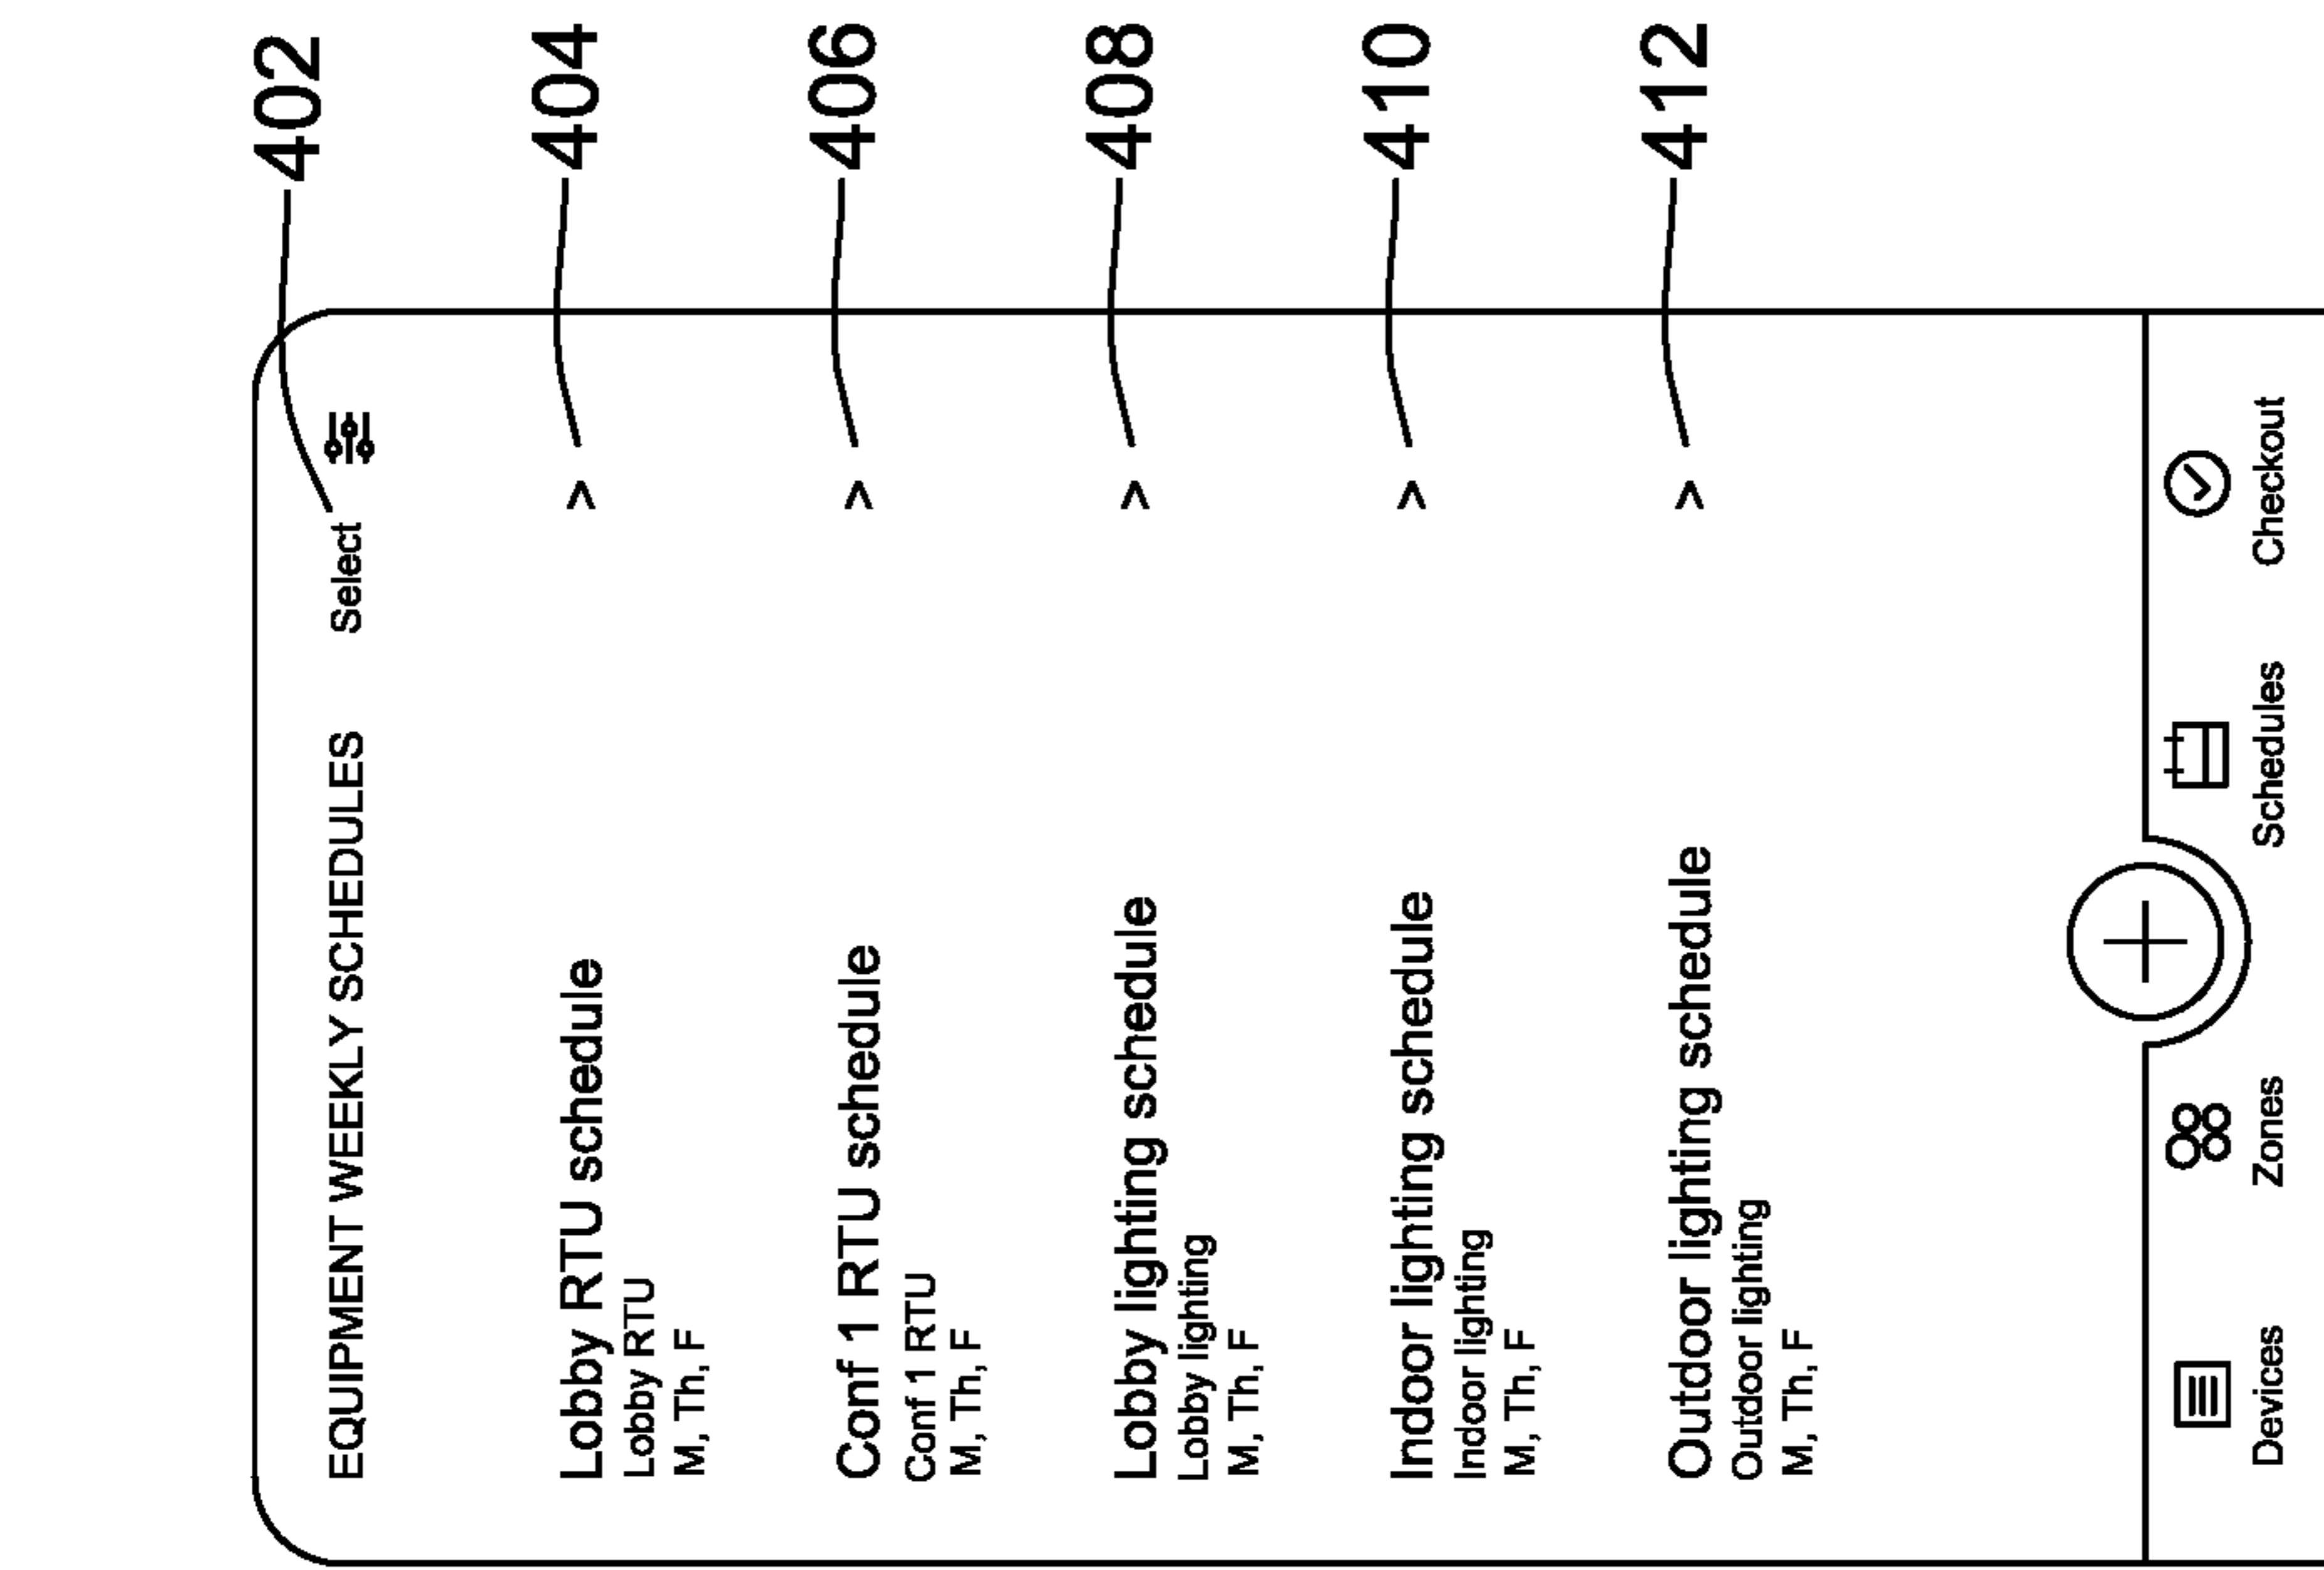 402
EQUIPMENT WEEKLY SCHEDULES Select
Lobby RTU schedule > 404
Lobby RTU
M, Th, F
Conf 1 RTU schedule > 406
Conf 1 RTU
M, Th, F
Lobby lighting schedule > 408
Lobby lighting
M, Th, F
Indoor lighting schedule > 410
Indoor lighting
M, Th, F
Outdoor lighting schedule > 412
Outdoor lighting
M, Th, F
Devices Zones Schedules Checkout